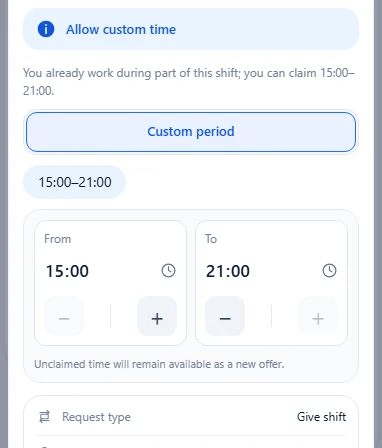 Allow custom time
You already work during part of this shift; you can claim 15:00–
21:00.
Custom period
15:00–21:00
From
To
15:00
21:00
− +
− +
Unclaimed time will remain available as a new offer.
Request type
Give shift